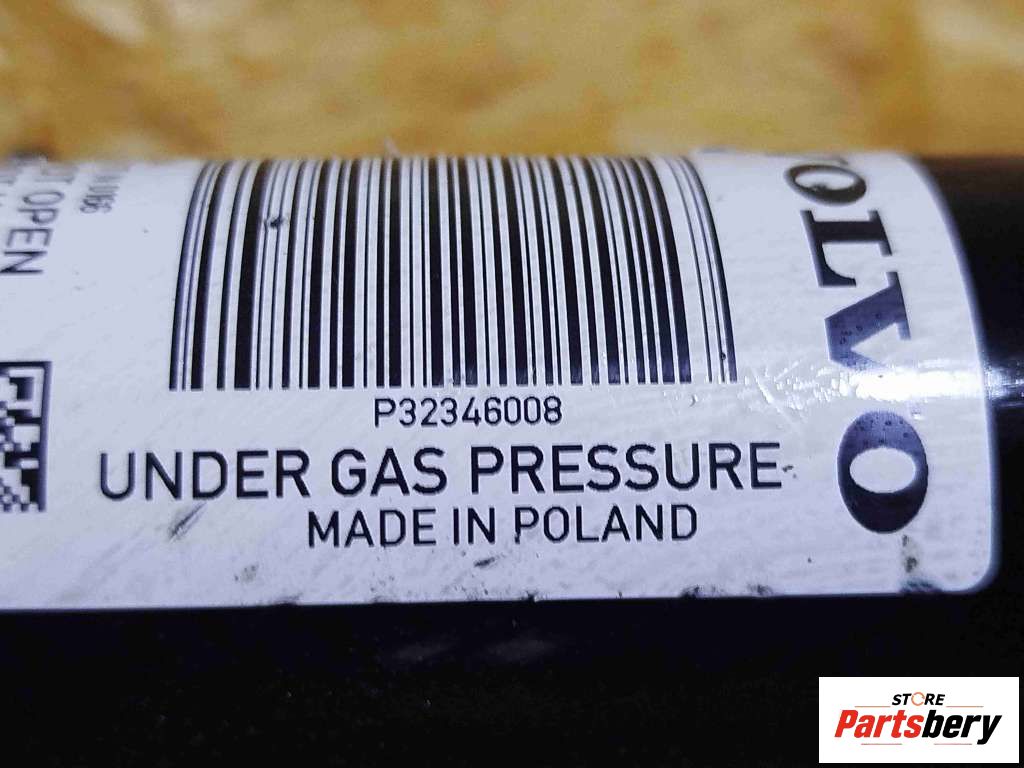 OPEN
P32346008
UNDER GAS PRESSURE
MADE IN POLAND
VOLVO
STORE
Partsbery